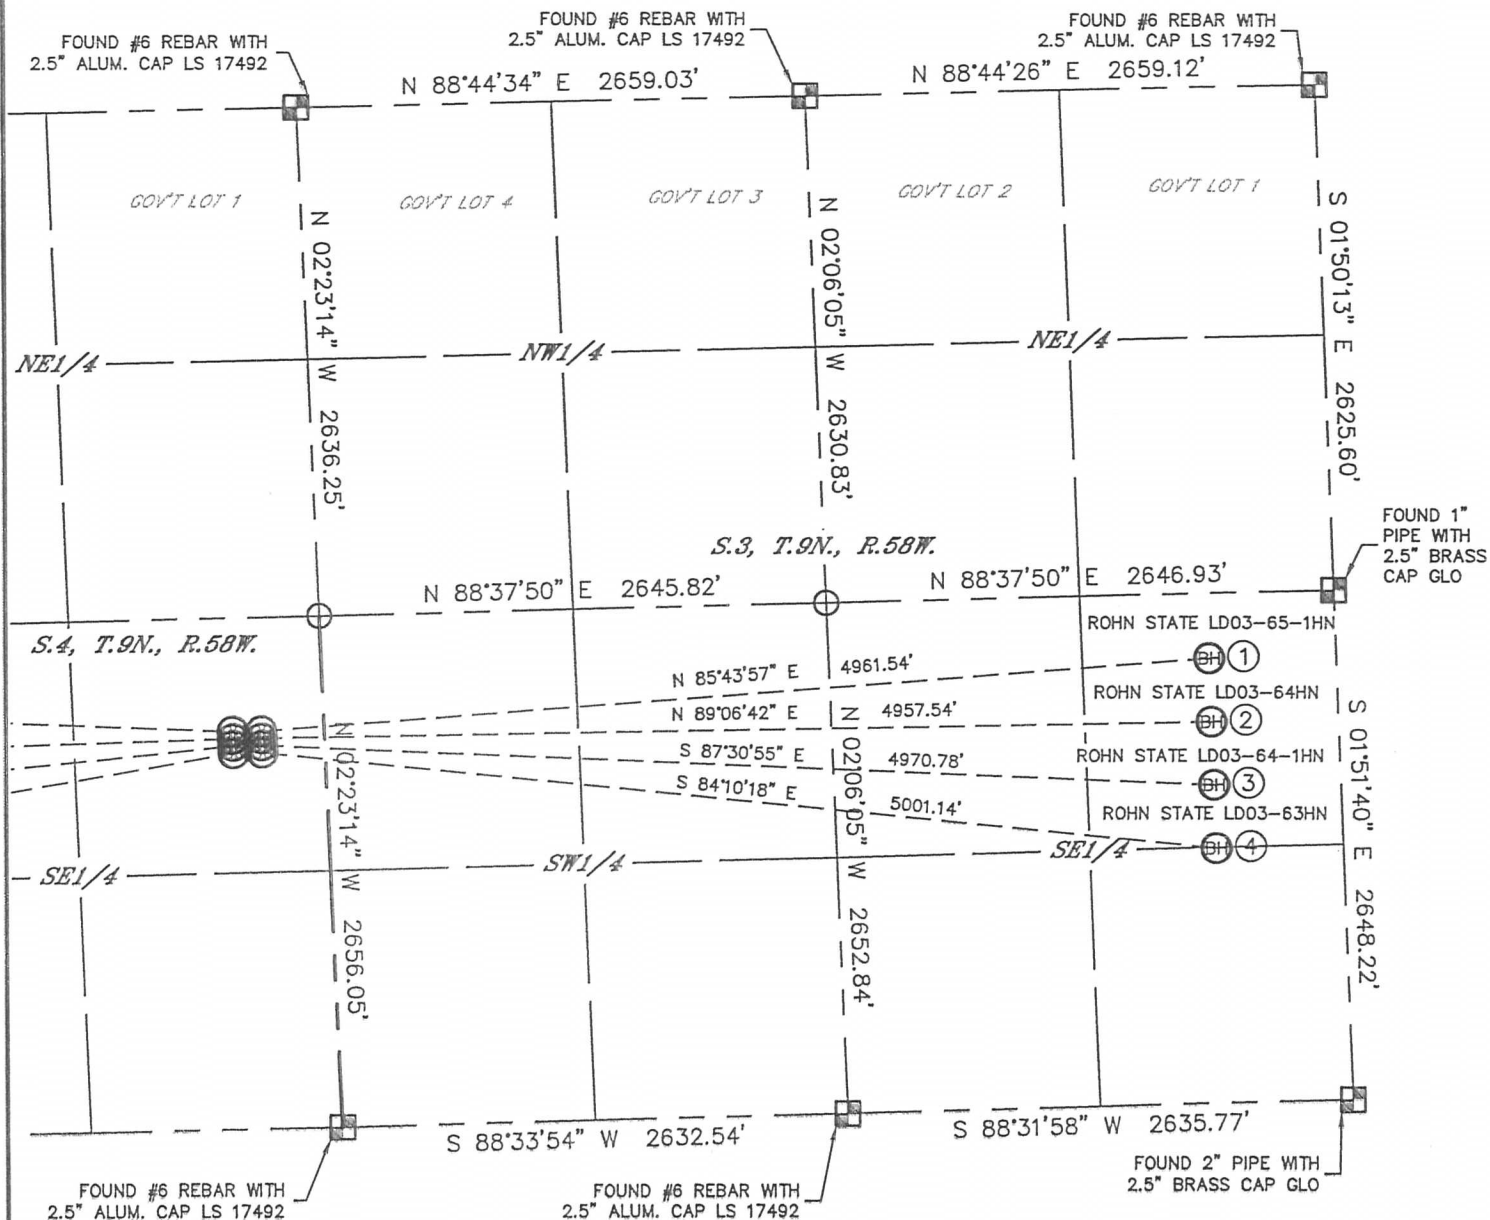 FOUND #6 REBAR WITH
2.5" ALUM. CAP LS 17492
FOUND #6 REBAR WITH
2.5" ALUM. CAP LS 17492
FOUND #6 REBAR WITH
2.5" ALUM. CAP LS 17492
N 88°44'34" E 2659.03'
N 88°44'26" E 2659.12'
GOV'T LOT 1
GOV'T LOT 4
GOV'T LOT 3
GOV'T LOT 2
GOV'T LOT 1
N 02°23'14" W 2636.25'
N 02°06'05" W 2630.83'
S 01°50'13" E 2625.60'
NE1/4
NW1/4
NE1/4
FOUND 1"
PIPE WITH
2.5" BRASS
CAP GLO
S.3, T.9N., R.58W.
N 88°37'50" E 2645.82'
N 88°37'50" E 2646.93'
S.4, T.9N., R.58W.
ROHN STATE LD03-65-1HN
BH 1
N 85°43'57" E 4961.54'
ROHN STATE LD03-64HN
BH 2
N 89°06'42" E 4957.54'
ROHN STATE LD03-64-1HN
BH 3
S 87°30'55" E 4970.78'
ROHN STATE LD03-63HN
BH 4
S 84°10'18" E 5001.14'
N 02°23'14" W 2656.05'
N 02°06'05" W 2652.84'
S 01°51'40" E 2648.22'
SE1/4
SW1/4
SE1/4
S 88°33'54" W 2632.54'
S 88°31'58" W 2635.77'
FOUND #6 REBAR WITH
2.5" ALUM. CAP LS 17492
FOUND #6 REBAR WITH
2.5" ALUM. CAP LS 17492
FOUND 2" PIPE WITH
2.5" BRASS CAP GLO